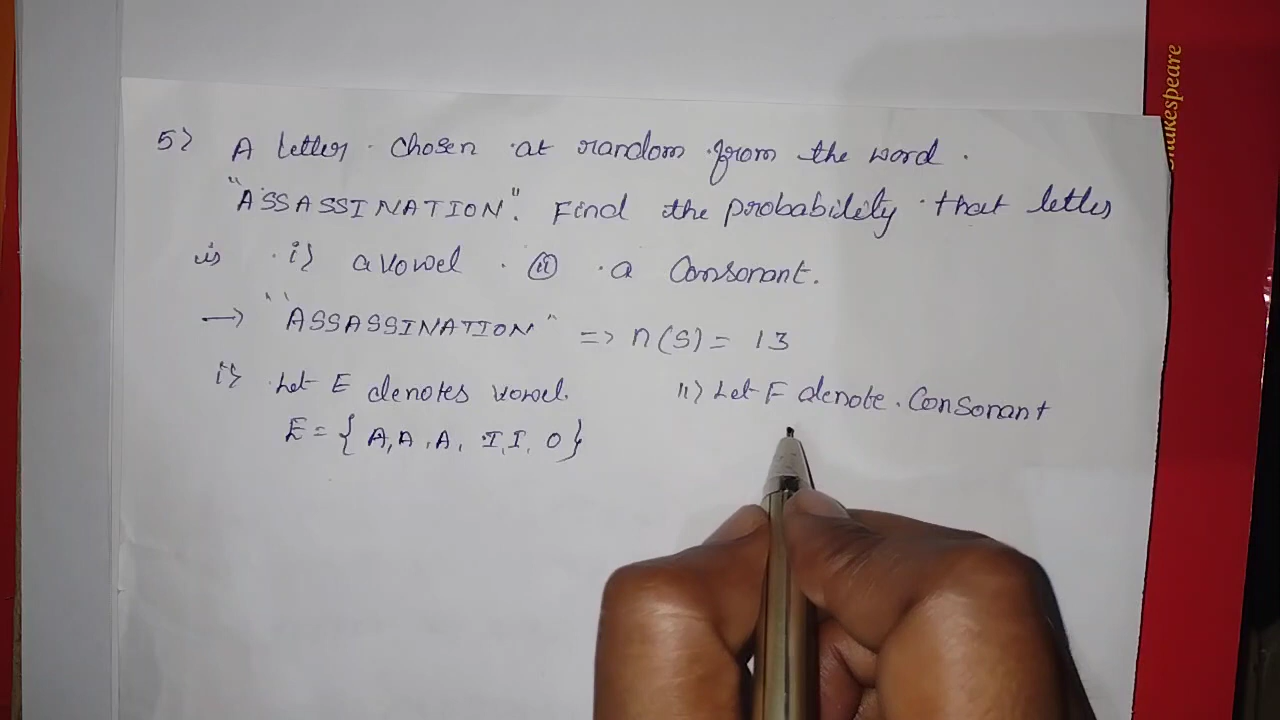 5) A letter chosen at random from the word
"ASSASSINATION". Find the probability that letter
is i) a vowel (ii) a Consonant.
→ "ASSASSINATION" => n(S) = 13
i) Let E denotes vowel.
E = { A, A, A, I, I, O }
ii) Let F denote Consonant
Shakespeare